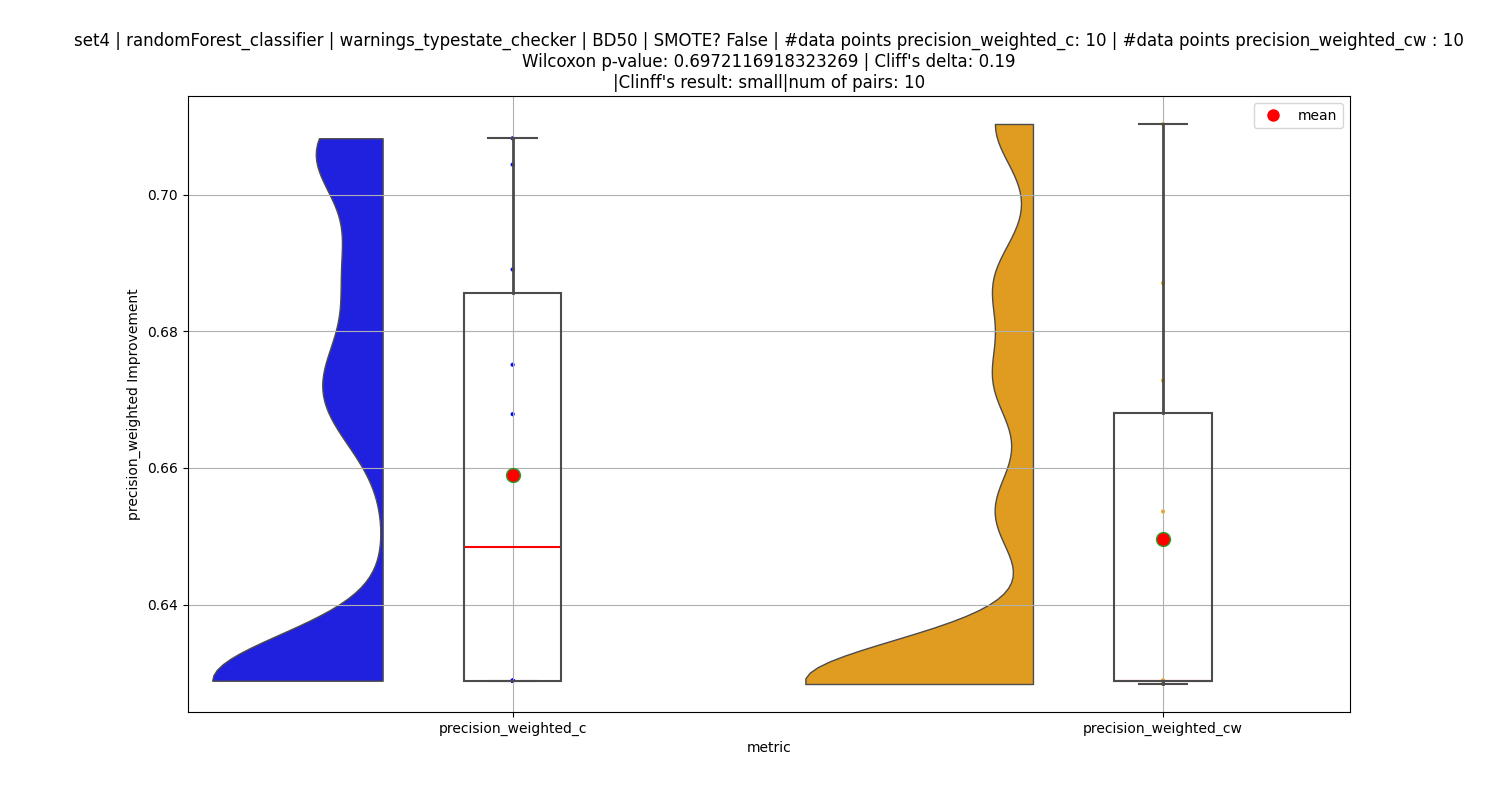 set4 | randomForest_classifier | warnings_typestate_checker | BD50 | SMOTE? False | #data points precision_weighted_c: 10 | #data points precision_weighted_cw : 10
Wilcoxon p-value: 0.6972116918323269 | Cliff's delta: 0.19
|Clinff's result: small|num of pairs: 10
mean
precision_weighted Improvement
0.70
0.68
0.66
0.64
precision_weighted_c
precision_weighted_cw
metric